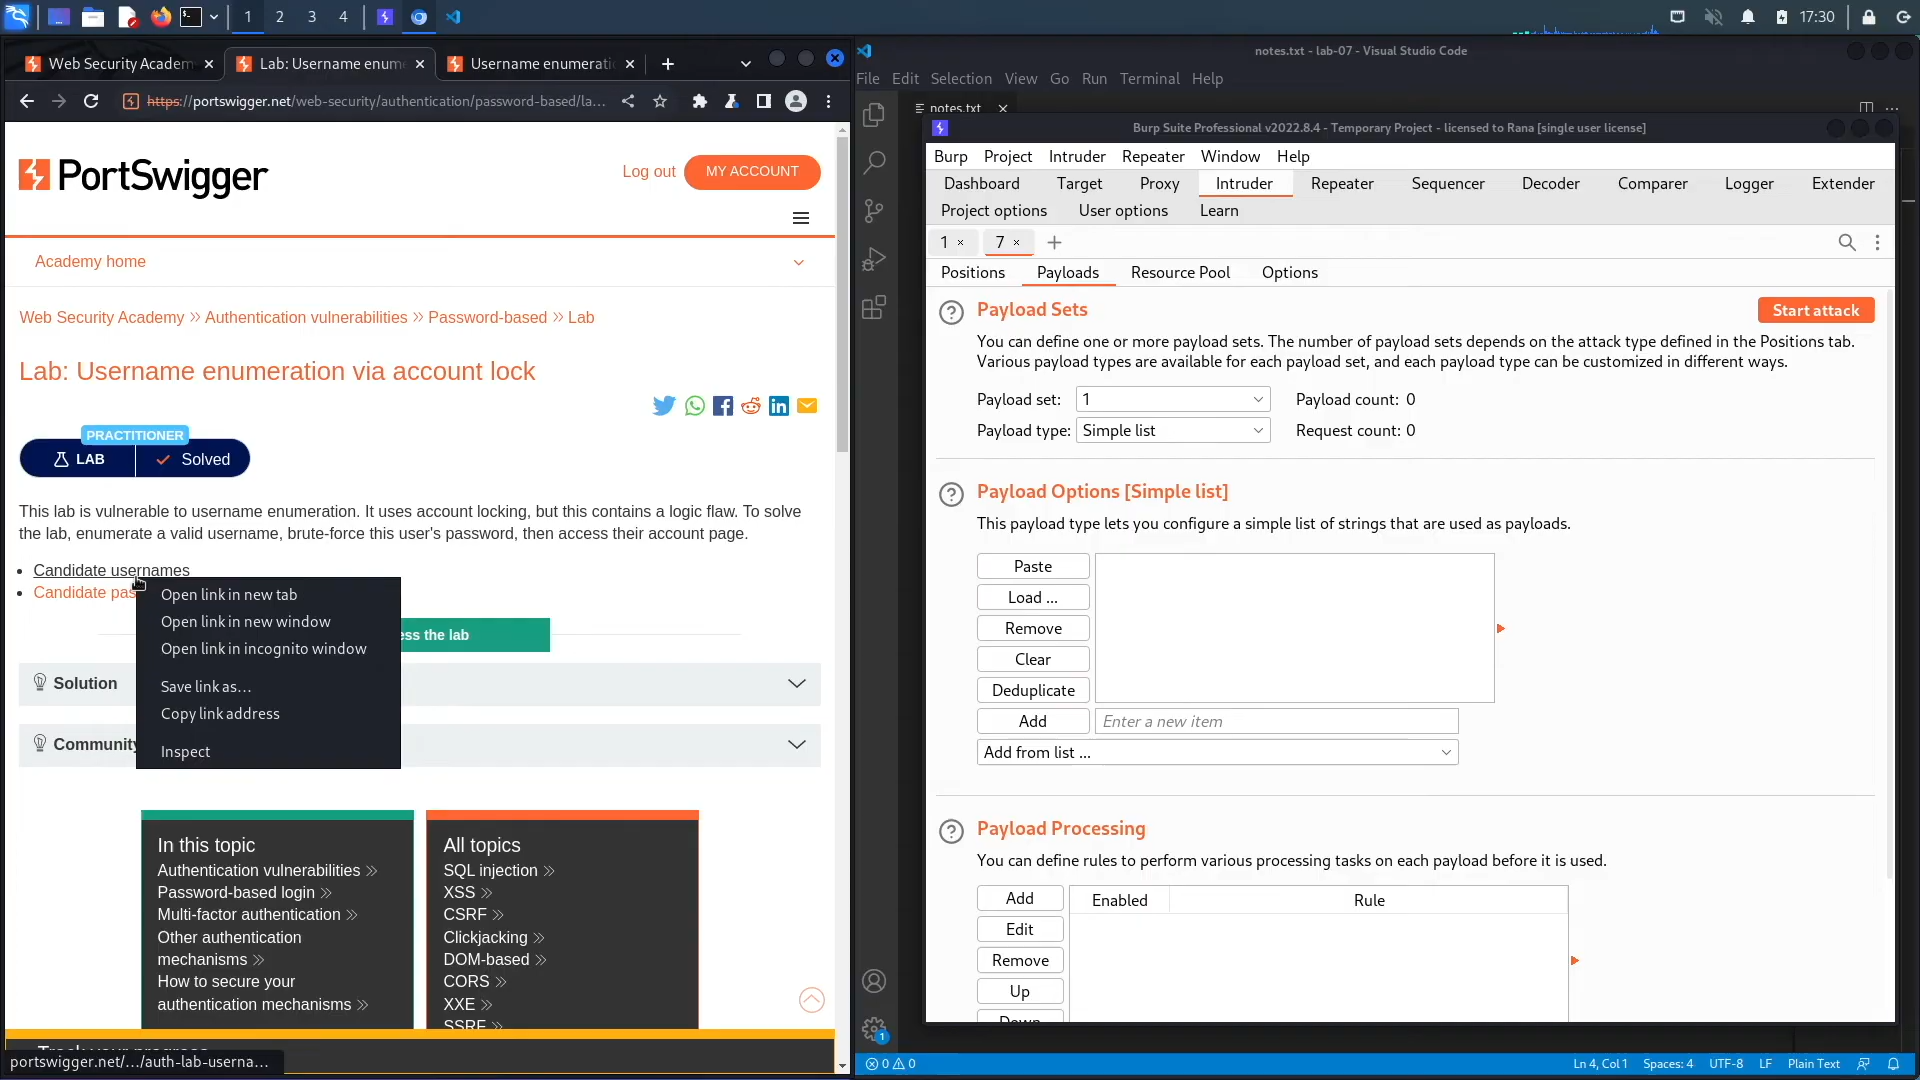 1
2
3
4
17:30
Web Security Academ
Lab: Username enum
Username enumerati
https://portswigger.net/web-security/authentication/password-based/la...
PortSwigger
Log out
MY ACCOUNT
Academy home
Web Security Academy » Authentication vulnerabilities » Password-based » Lab
Lab: Username enumeration via account lock
PRACTITIONER
LAB
Solved
This lab is vulnerable to username enumeration. It uses account locking, but this contains a logic flaw. To solve
the lab, enumerate a valid username, brute-force this user's password, then access their account page.
• Candidate usernames
• Candidate pas
Open link in new tab
Open link in new window
Open link in incognito window
Save link as...
Copy link address
Inspect
ess the lab
Solution
Community
In this topic
Authentication vulnerabilities »
Password-based login »
Multi-factor authentication »
Other authentication
mechanisms »
How to secure your
authentication mechanisms »
All topics
SQL injection »
XSS »
CSRF »
Clickjacking »
DOM-based »
CORS »
XXE »
SSRF »
portswigger.net/.../auth-lab-userna...
notes.txt - lab-07 - Visual Studio Code
File Edit Selection View Go Run Terminal Help
notes.txt
Burp Suite Professional v2022.8.4 - Temporary Project - licensed to Rana [single user license]
Burp Project Intruder Repeater Window Help
Dashboard Target Proxy Intruder Repeater Sequencer Decoder Comparer Logger Extender
Project options User options Learn
1 × 7 × +
Positions Payloads Resource Pool Options
Payload Sets
Start attack
You can define one or more payload sets. The number of payload sets depends on the attack type defined in the Positions tab.
Various payload types are available for each payload set, and each payload type can be customized in different ways.
Payload set: 1 Payload count: 0
Payload type: Simple list Request count: 0
Payload Options [Simple list]
This payload type lets you configure a simple list of strings that are used as payloads.
Paste
Load ...
Remove
Clear
Deduplicate
Add Enter a new item
Add from list ...
Payload Processing
You can define rules to perform various processing tasks on each payload before it is used.
Add
Edit
Remove
Up
Down
Enabled Rule
1
0 0
Ln 4, Col 1 Spaces: 4 UTF-8 LF Plain Text